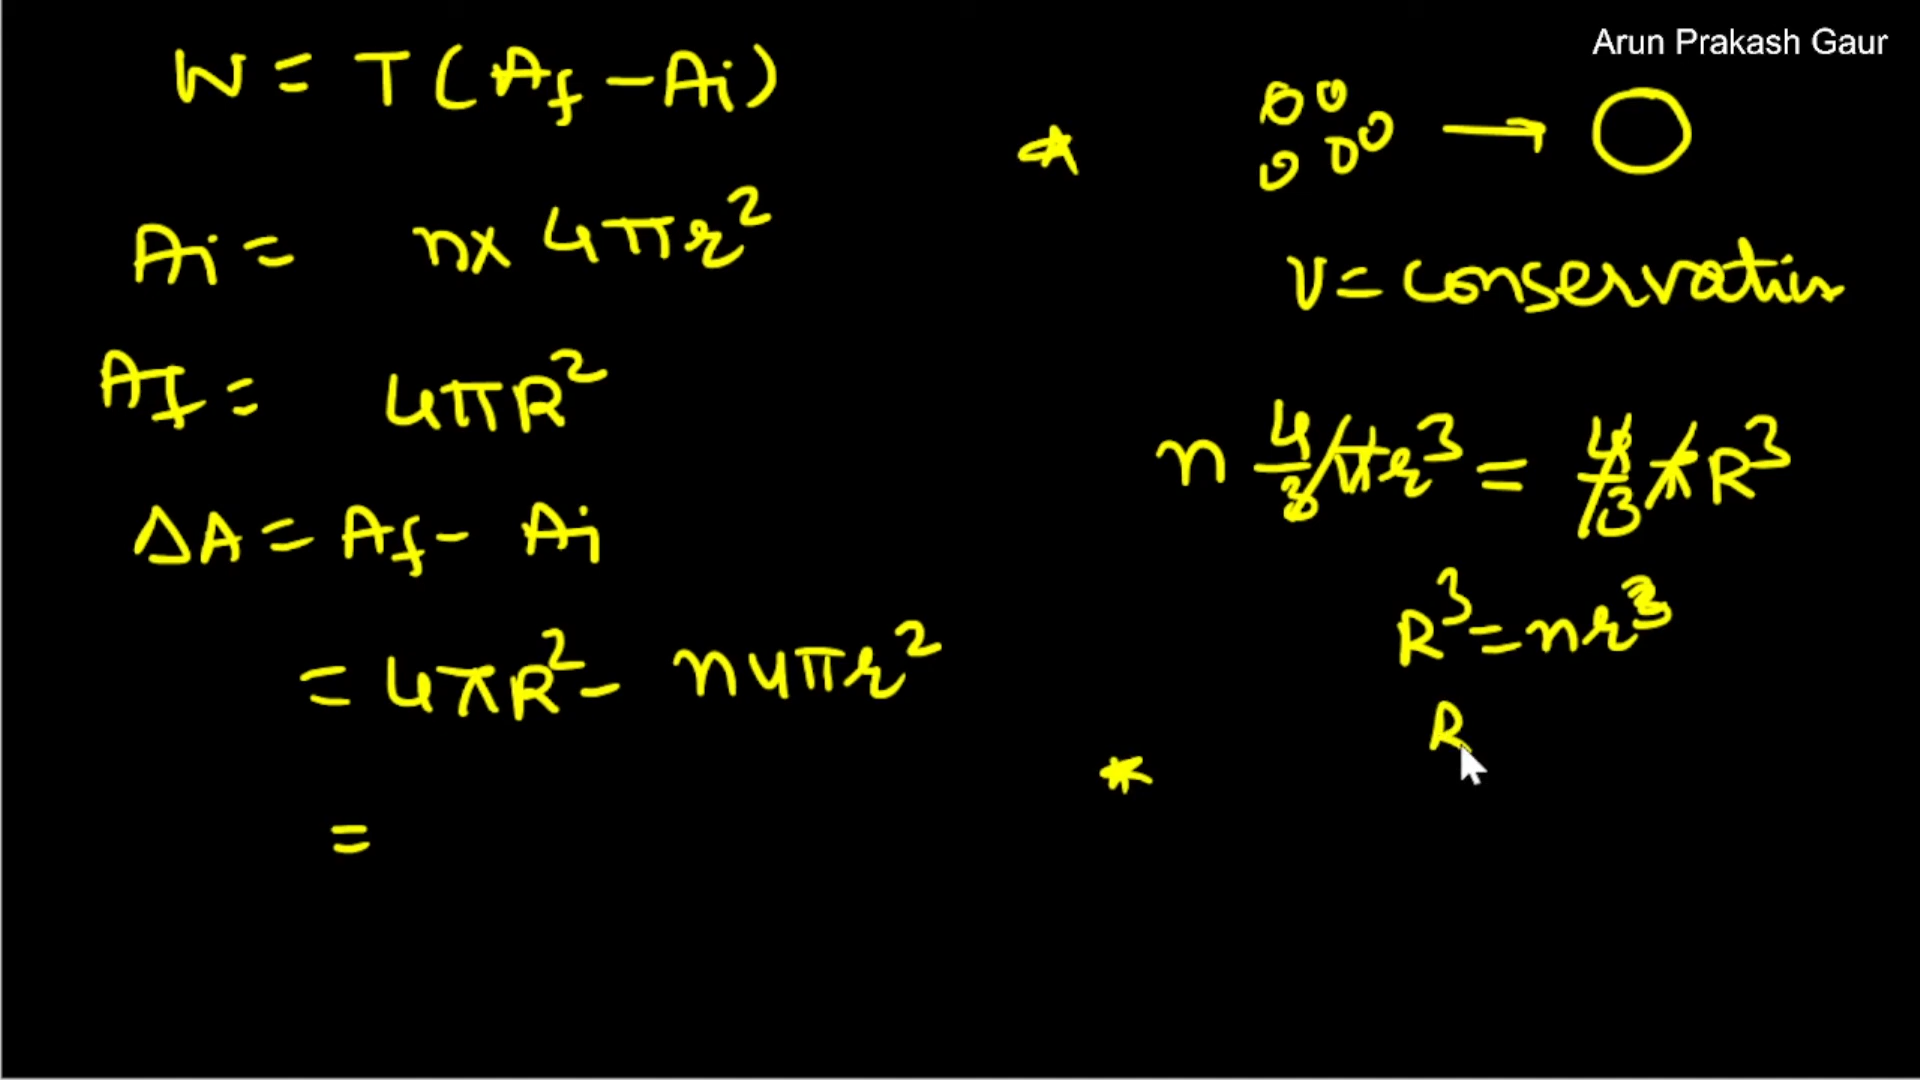 Arun Prakash Gaur
W = T (Af - Ai)
Ai = n x 4πr²
Af = 4πR²
ΔA = Af - Ai
= 4πR² - n4πr²
=
V = conservation
n 4/3 πr³ = 4/3 πR³
R³ = nr³
R